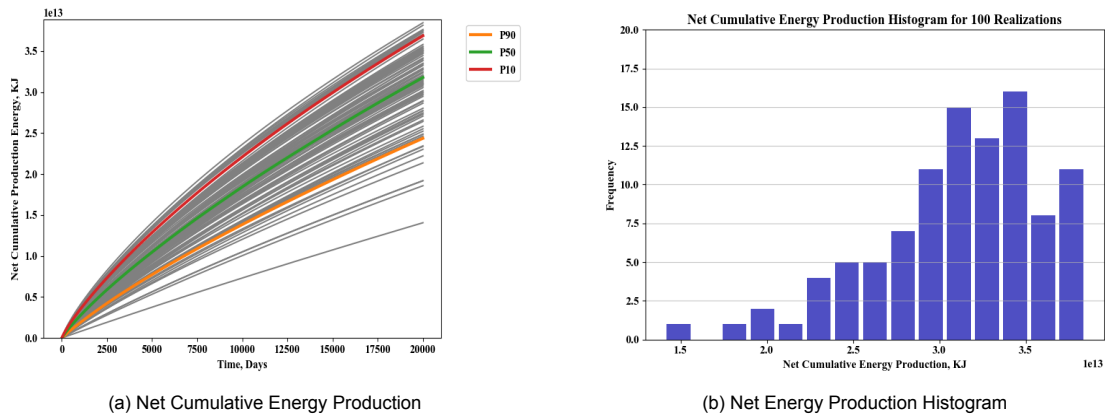 1e13
Net Cumulative Production Energy, KJ
3.5
3.0
2.5
2.0
1.5
1.0
0.5
0.0
0 2500 5000 7500 10000 12500 15000 17500 20000
Time, Days
P90
P50
P10
(a) Net Cumulative Energy Production
Net Cumulative Energy Production Histogram for 100 Realizations
Frequency
20.0
17.5
15.0
12.5
10.0
7.5
5.0
2.5
0.0
1.5 2.0 2.5 3.0 3.5
1e13
Net Cumulative Energy Production, KJ
(b) Net Energy Production Histogram